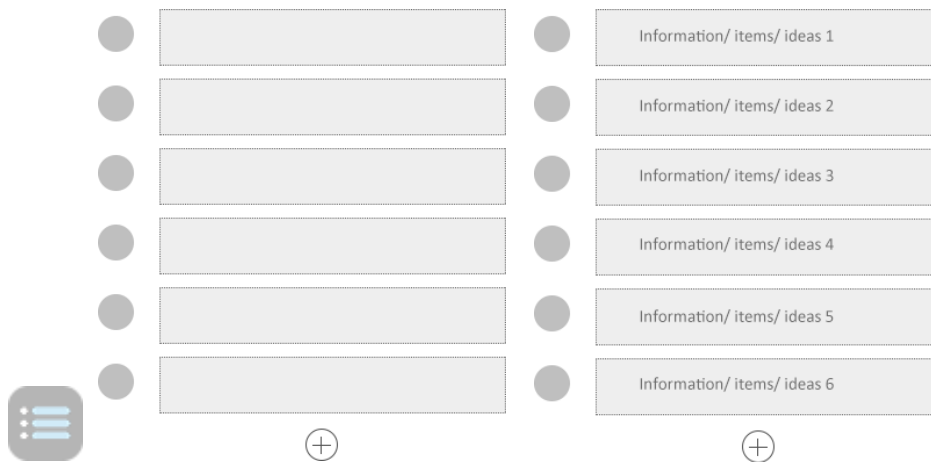 Information/ items/ ideas 1
Information/ items/ ideas 2
Information/ items/ ideas 3
Information/ items/ ideas 4
Information/ items/ ideas 5
Information/ items/ ideas 6